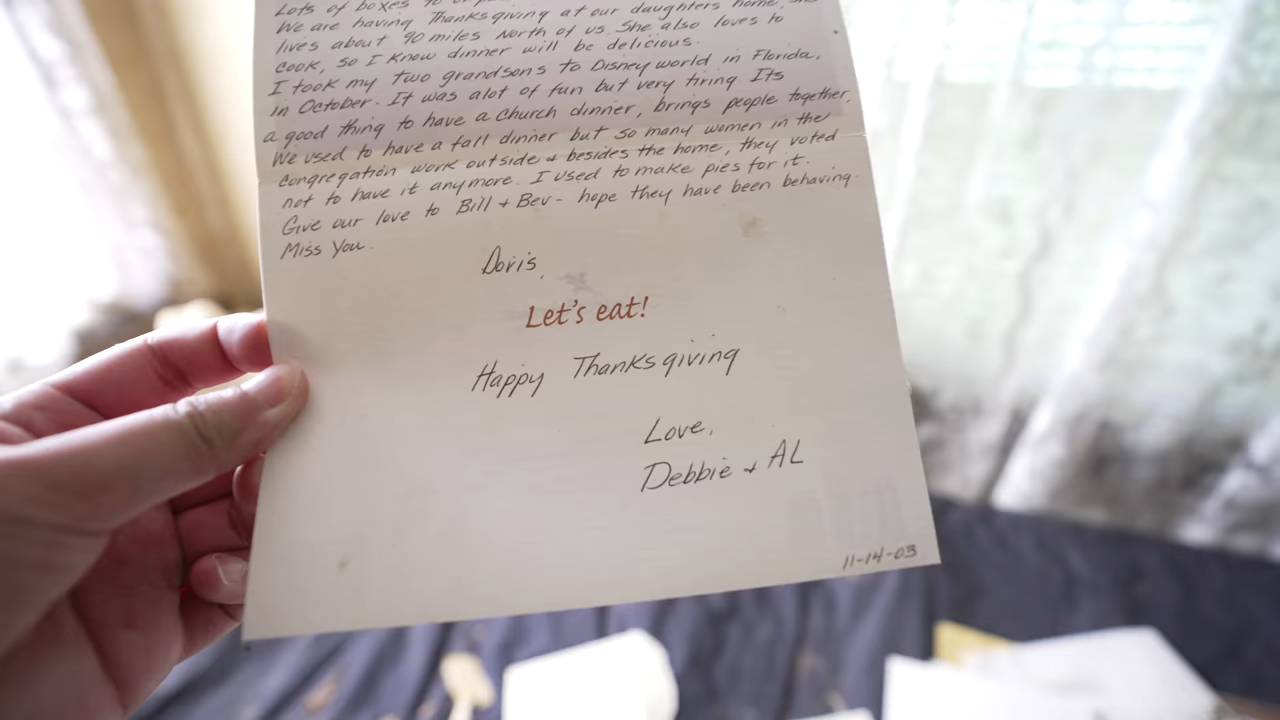 Lots of boxes to
We are having Thanksgiving at our daughters home, she
lives about 90 miles North of us. She also loves to
cook, so I know dinner will be delicious.
I took my two grandsons to Disneyworld in Florida,
in October. It was alot of fun but very tiring Its
a good thing to have a church dinner, brings people together,
We used to have a fall dinner but so many women in the
congregation work outside + besides the home, they voted
not to have it anymore. I used to make pies for it.
Give our love to Bill + Bev- hope they have been behaving.
Miss You.
Doris,
Let's eat!
Happy Thanksgiving
Love,
Debbie + AL
11-14-03